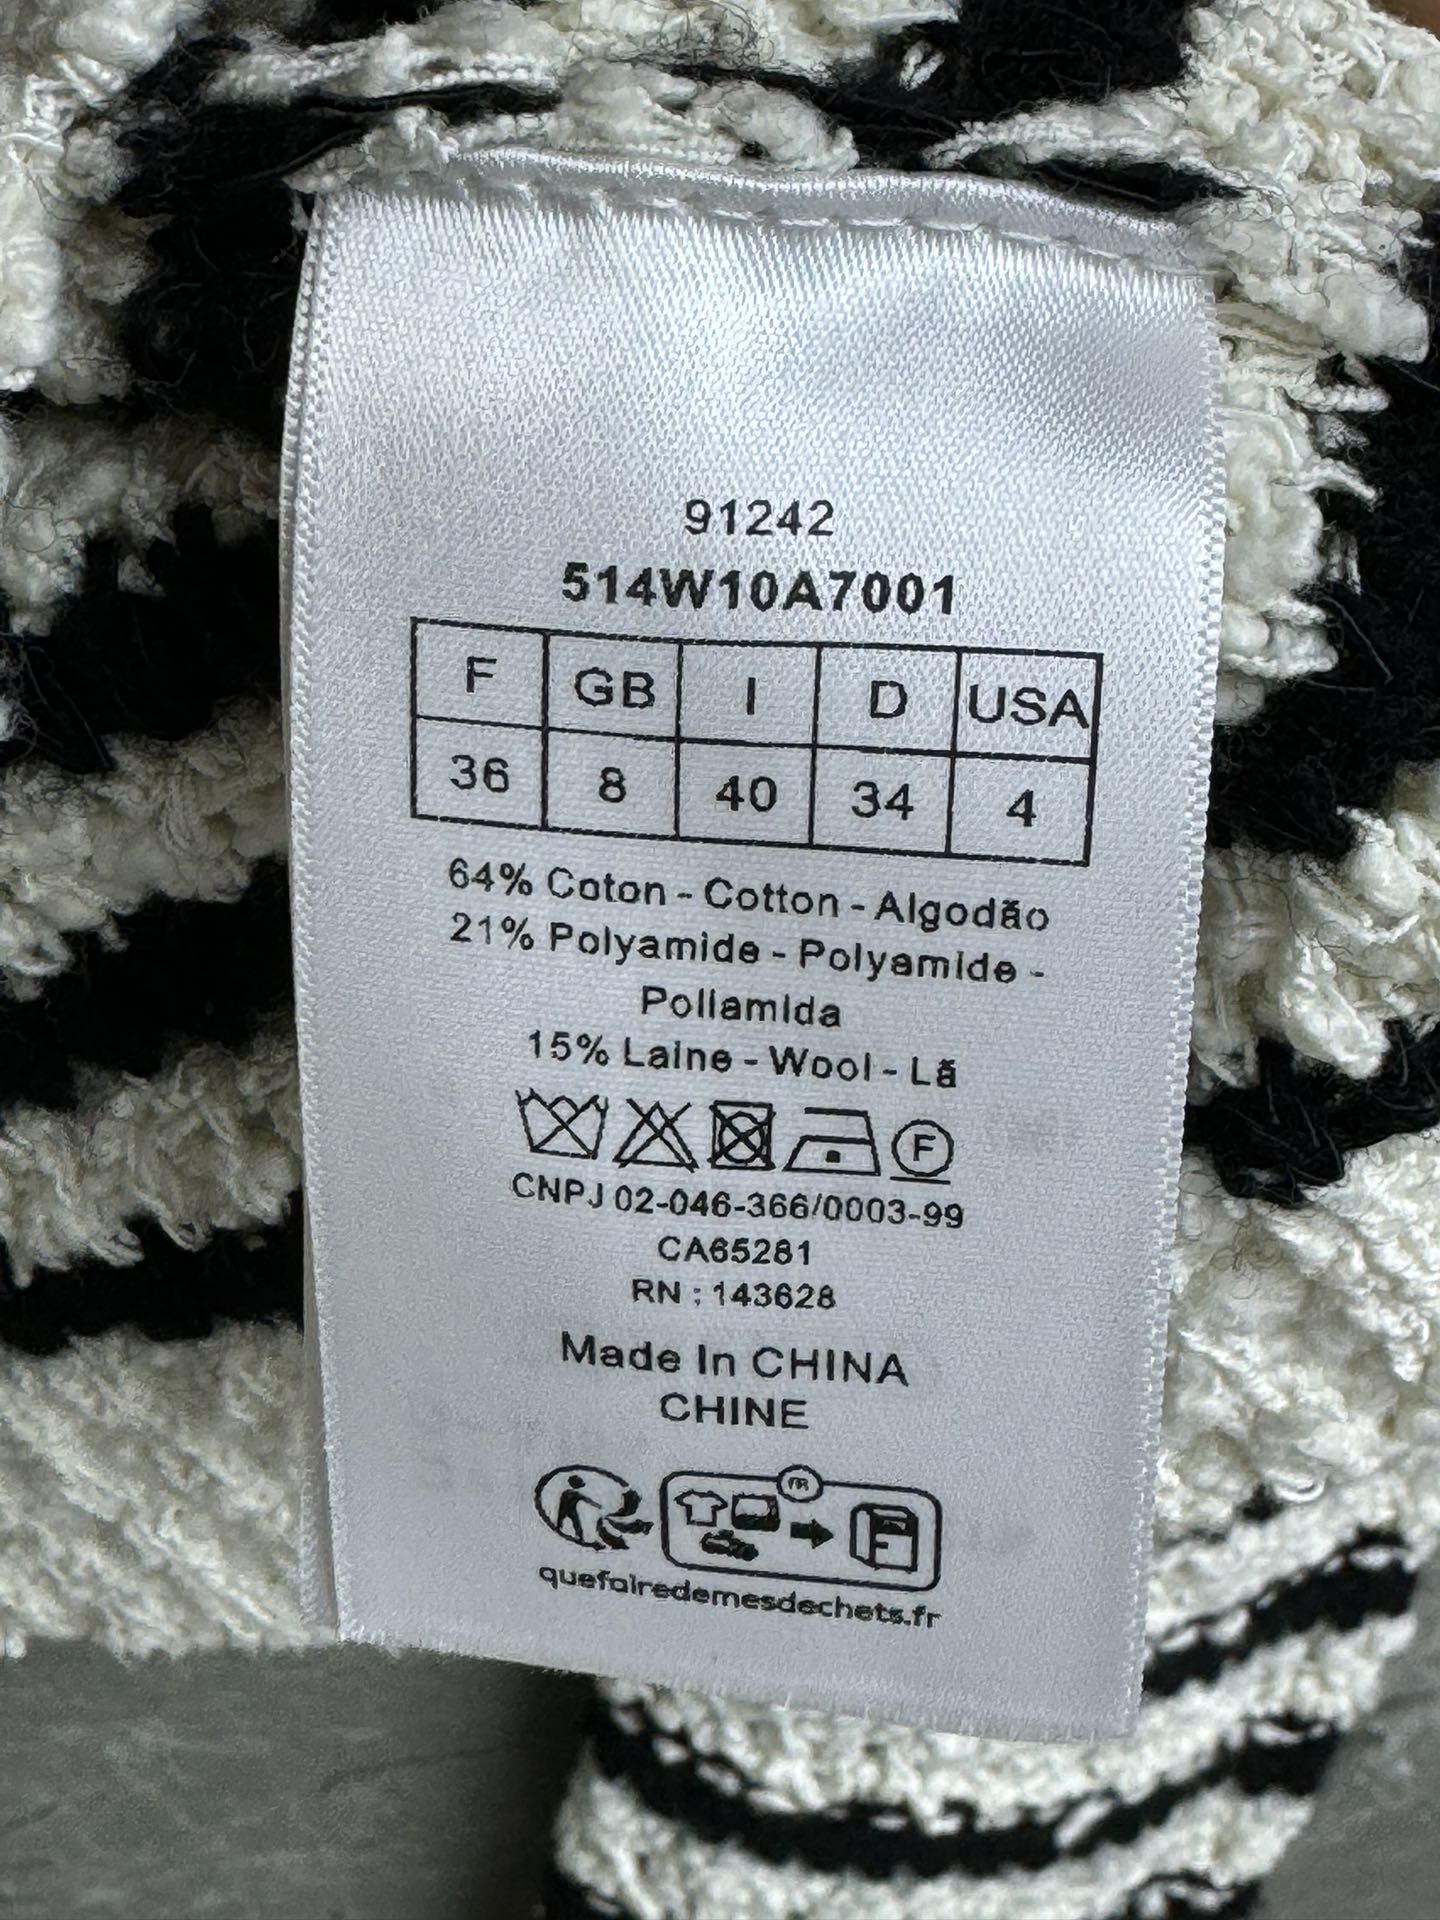 91242
514W10A7001
F GB I D USA
36 8 40 34 4
64% Coton - Cotton - Algodão
21% Polyamide - Polyamide -
Poliamida
15% Laine - Wool - Lã
F
CNPJ 02-046-366/0003-99
CA65281
RN : 143628
Made In CHINA
CHINE
FR
quefairedemesdechets.fr